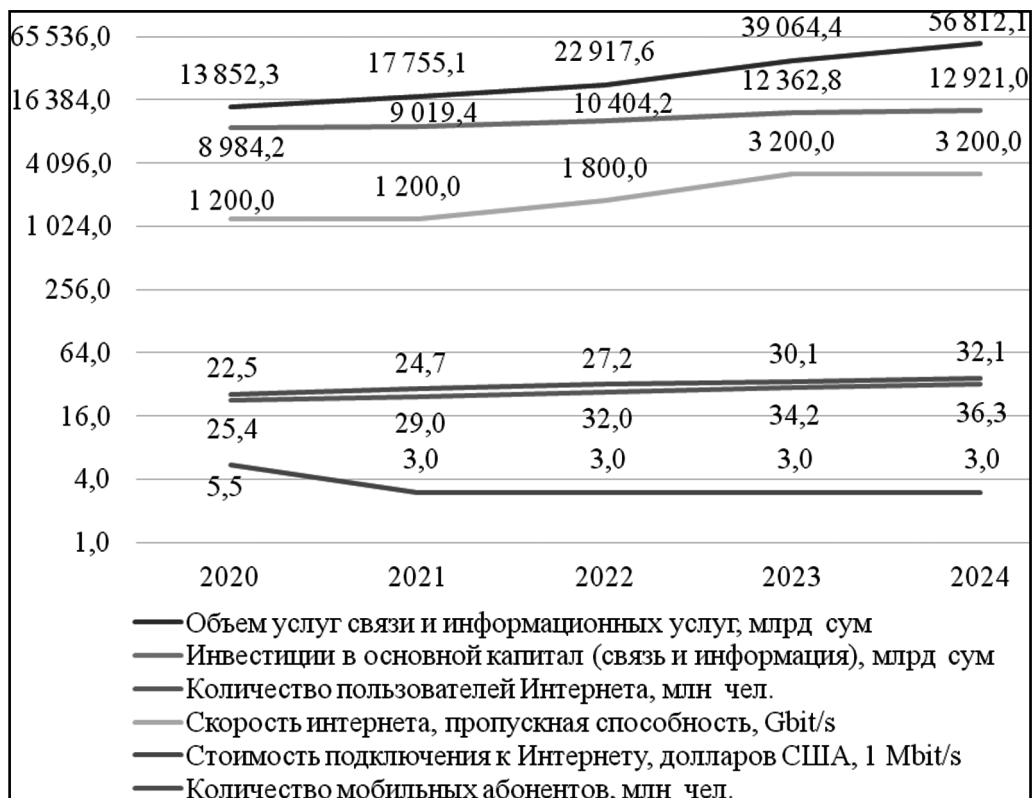 65 536,0
13 852,3 17 755,1 22 917,6 39 064,4 56 812,1
16 384,0
8 984,2 9 019,4 10 404,2 12 362,8 12 921,0
4 096,0
1 200,0 1 200,0 1 800,0 3 200,0 3 200,0
1 024,0
256,0
64,0
22,5 24,7 27,2 30,1 32,1
16,0
25,4 29,0 32,0 34,2 36,3
4,0
5,5 3,0 3,0 3,0 3,0
1,0
2020 2021 2022 2023 2024
Объем услуг связи и информационных услуг, млрд сум
Инвестиции в основной капитал (связь и информация), млрд сум
Количество пользователей Интернета, млн чел.
Скорость интернета, пропускная способность, Gbit/s
Стоимость подключения к Интернету, долларов США, 1 Mbit/s
Количество мобильных абонентов, млн чел.